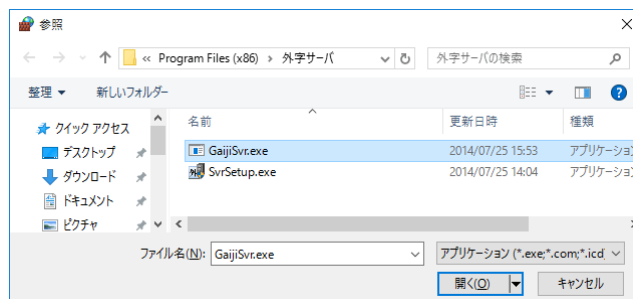 参照
« Program Files (x86) › 外字サーバ
外字サーバの検索
整理 新しいフォルダー
名前 更新日時 種類
クイック アクセス
GaijiSvr.exe 2014/07/25 15:53 アプリケーション
デスクトップ
SvrSetup.exe 2014/07/25 14:04 アプリケーション
ダウンロード
ドキュメント
ピクチャ
ファイル名(N): GaijiSvr.exe アプリケーション (*.exe;*.com;*.icd
開く(O) キャンセル